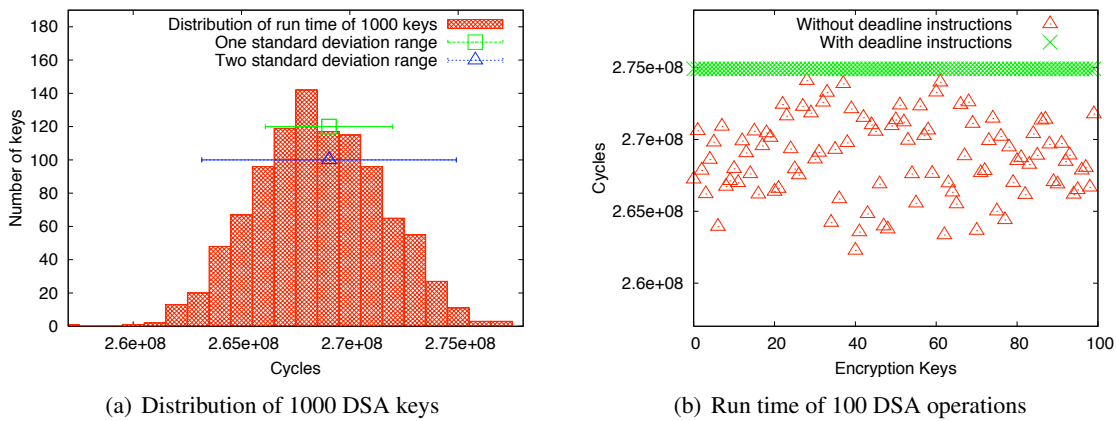 Distribution of run time of 1000 keys
One standard deviation range
Two standard deviation range
Number of keys
180
160
140
120
100
80
60
40
20
0
2.6e+08
2.65e+08
2.7e+08
2.75e+08
Cycles
(a) Distribution of 1000 DSA keys
Without deadline instructions
With deadline instructions
Cycles
2.75e+08
2.7e+08
2.65e+08
2.6e+08
0
20
40
60
80
100
Encryption Keys
(b) Run time of 100 DSA operations